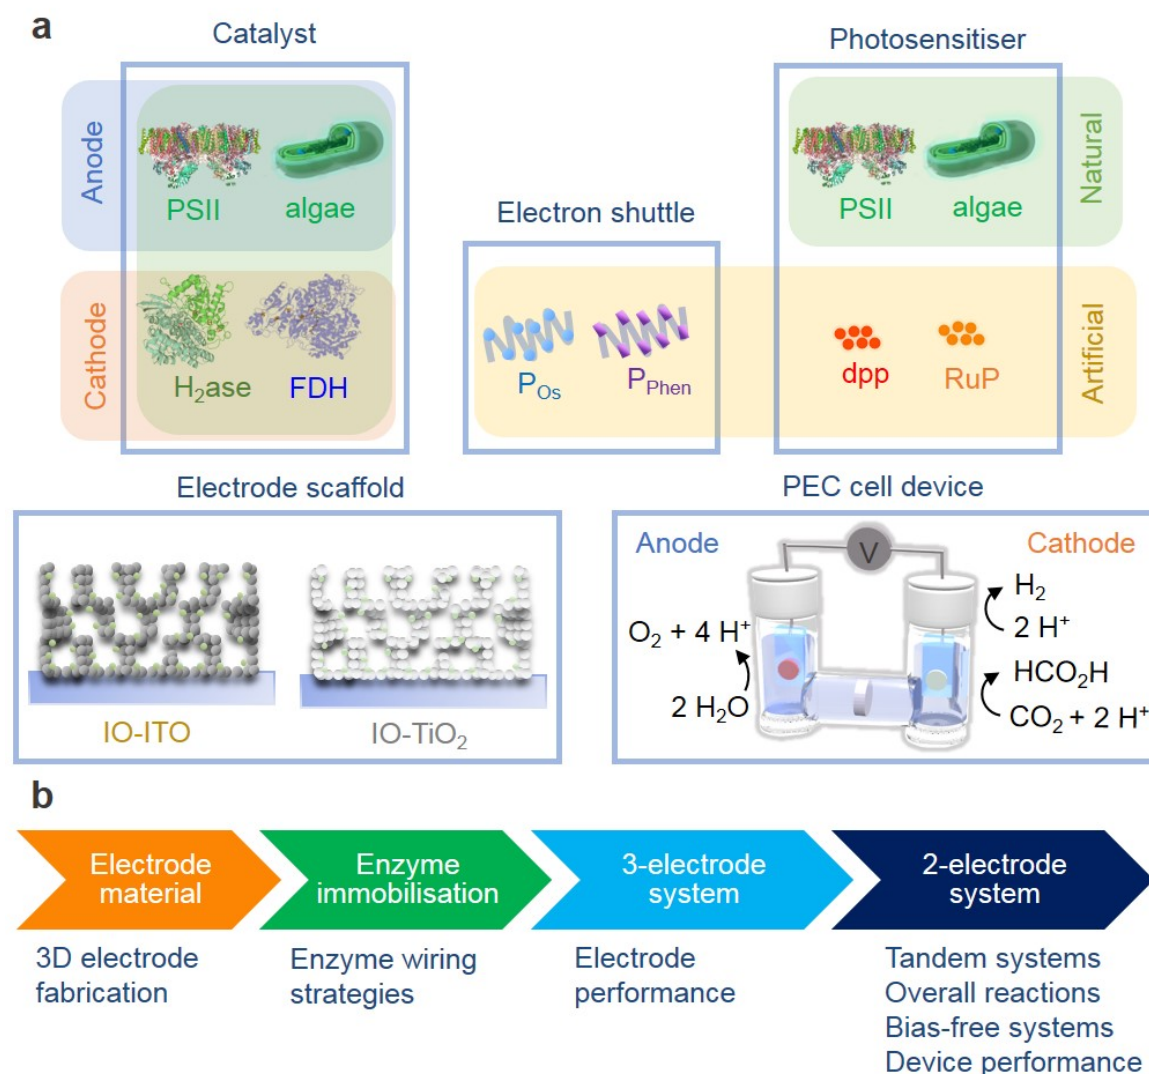 a
Catalyst
Photosensitiser
Anode
PSII
algae
PSII
algae
Natural
Electron shuttle
Cathode
H₂ase
FDH
P_Os
P_Phen
dpp
RuP
Artificial
Electrode scaffold
PEC cell device
IO-ITO
IO-TiO₂
Anode
V
Cathode
O₂ + 4 H⁺
2 H₂O
H₂
2 H⁺
HCO₂H
CO₂ + 2 H⁺
b
Electrode
material
Enzyme
immobilisation
3-electrode
system
2-electrode
system
3D electrode
fabrication
Enzyme wiring
strategies
Electrode
performance
Tandem systems
Overall reactions
Bias-free systems
Device performance